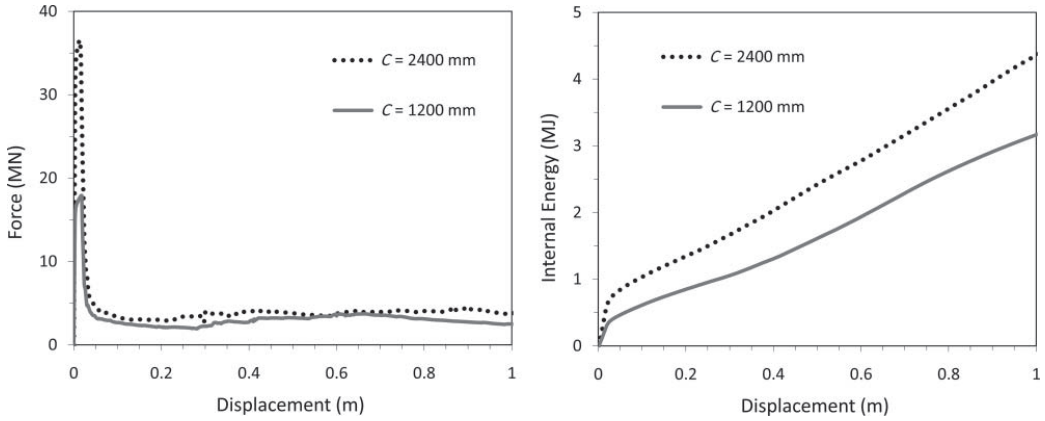 40
30
20
10
0
Force (MN)
C = 2400 mm
C = 1200 mm
0 0.2 0.4 0.6 0.8 1
Displacement (m)
5
4
3
2
1
0
Internal Energy (MJ)
C = 2400 mm
C = 1200 mm
0 0.2 0.4 0.6 0.8 1
Displacement (m)